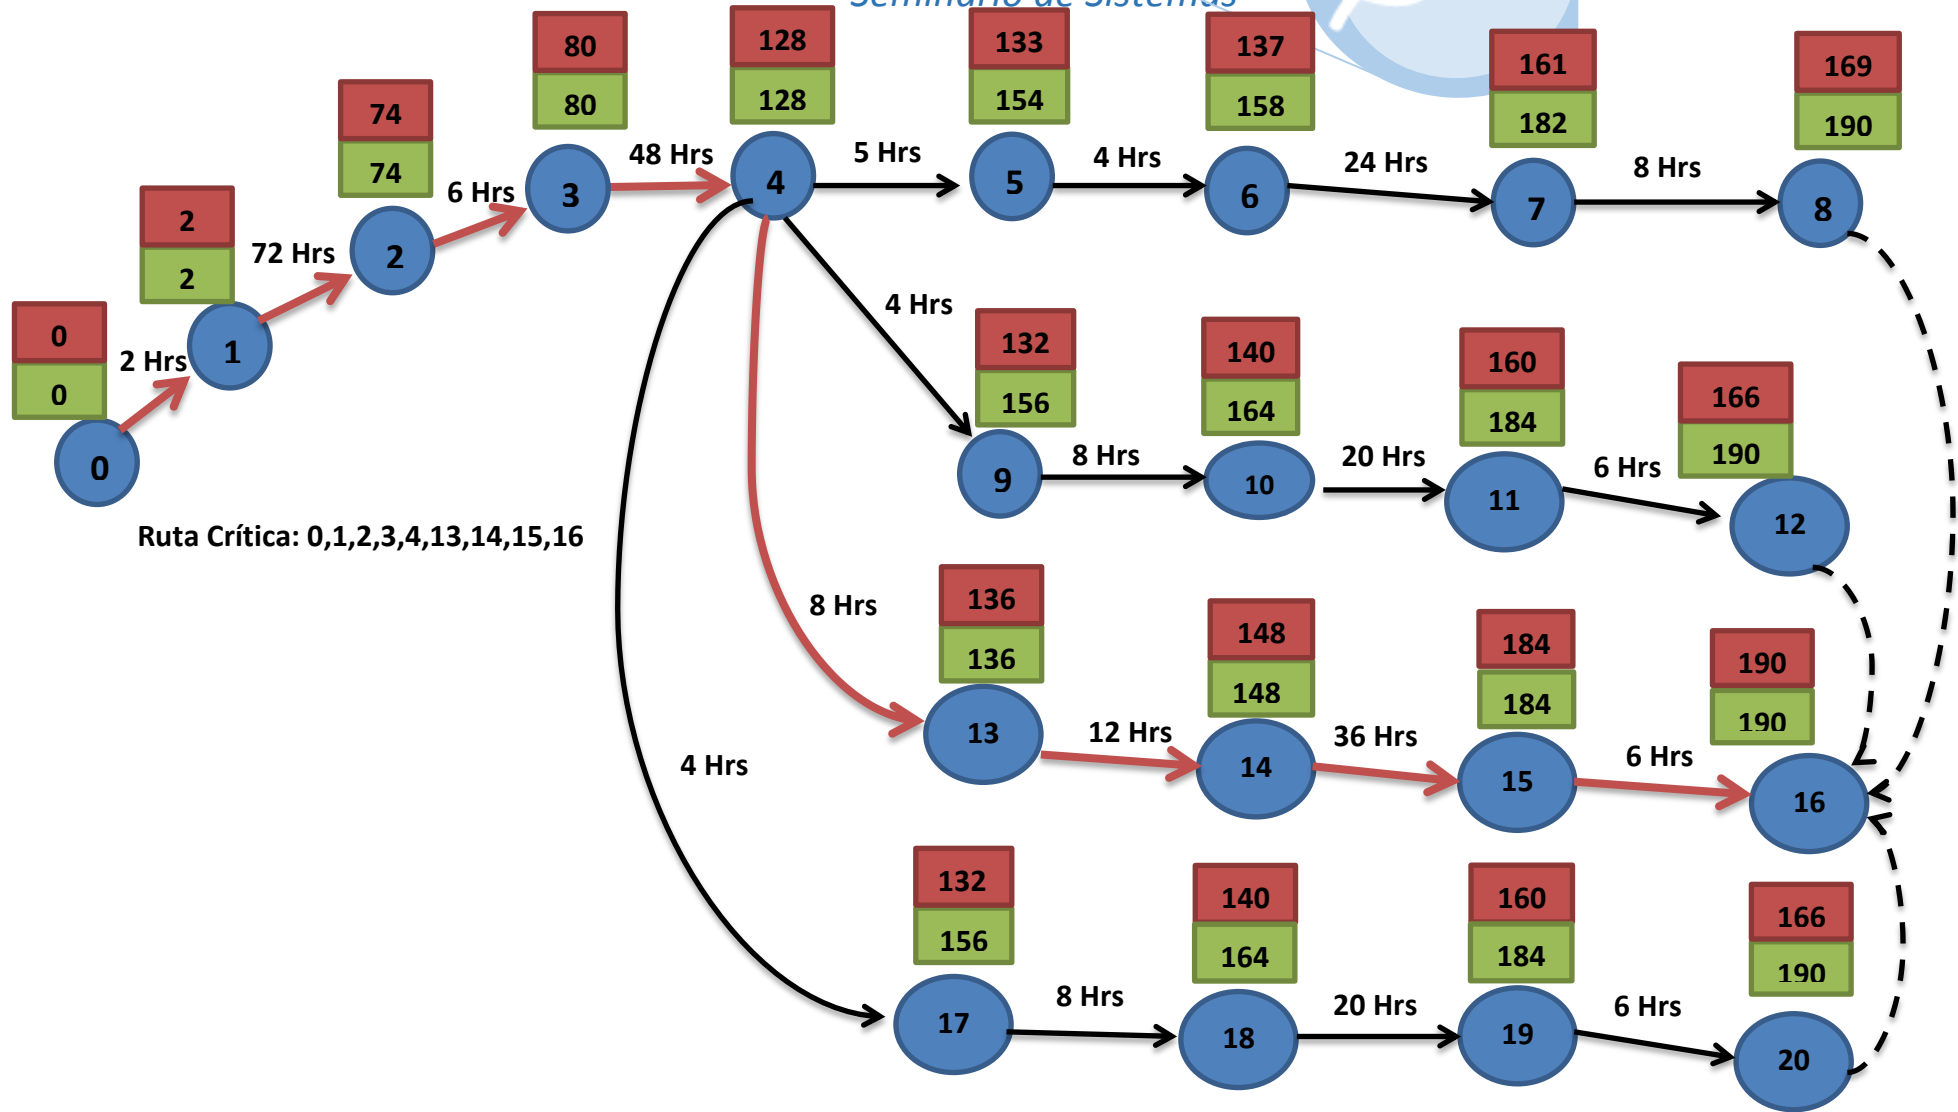 Seminario de Sistemas
80
80
128
128
133
154
137
158
161
182
169
190
74
74
48 Hrs
5 Hrs
4 Hrs
24 Hrs
8 Hrs
6 Hrs
3
4
5
6
7
8
2
2
72 Hrs
2
0
0
2 Hrs
1
4 Hrs
132
156
140
164
160
184
166
190
0
8 Hrs
20 Hrs
6 Hrs
9
10
11
12
Ruta Crítica: 0,1,2,3,4,13,14,15,16
8 Hrs
136
136
148
148
184
184
190
190
13
12 Hrs
36 Hrs
6 Hrs
14
15
16
4 Hrs
132
156
140
164
160
184
166
190
8 Hrs
20 Hrs
6 Hrs
17
18
19
20